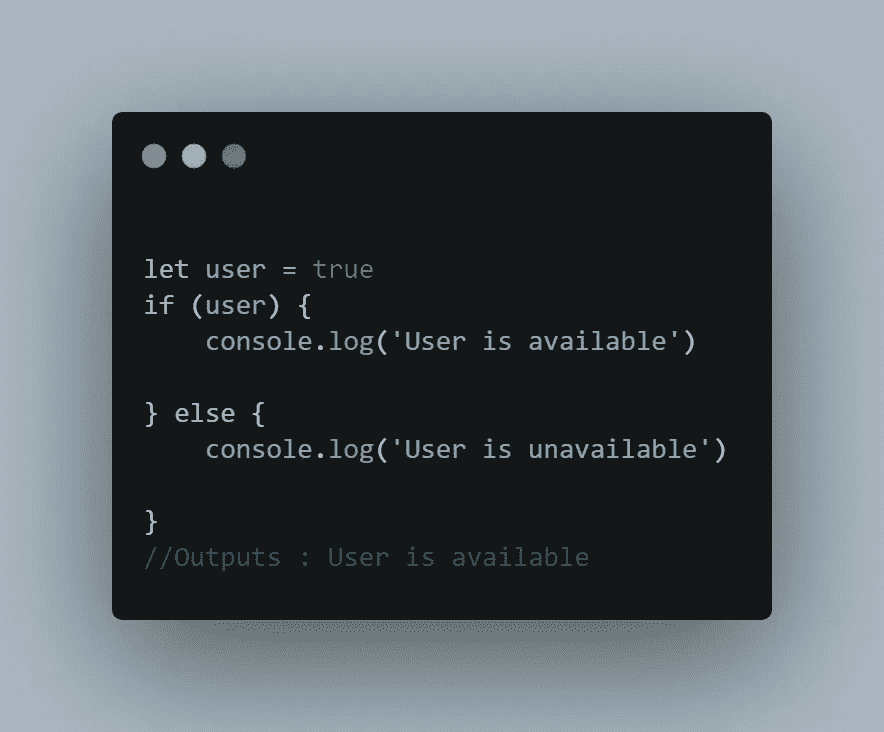 let user = true
if (user) {
    console.log('User is available')
} else {
    console.log('User is unavailable')
}
//Outputs : User is available